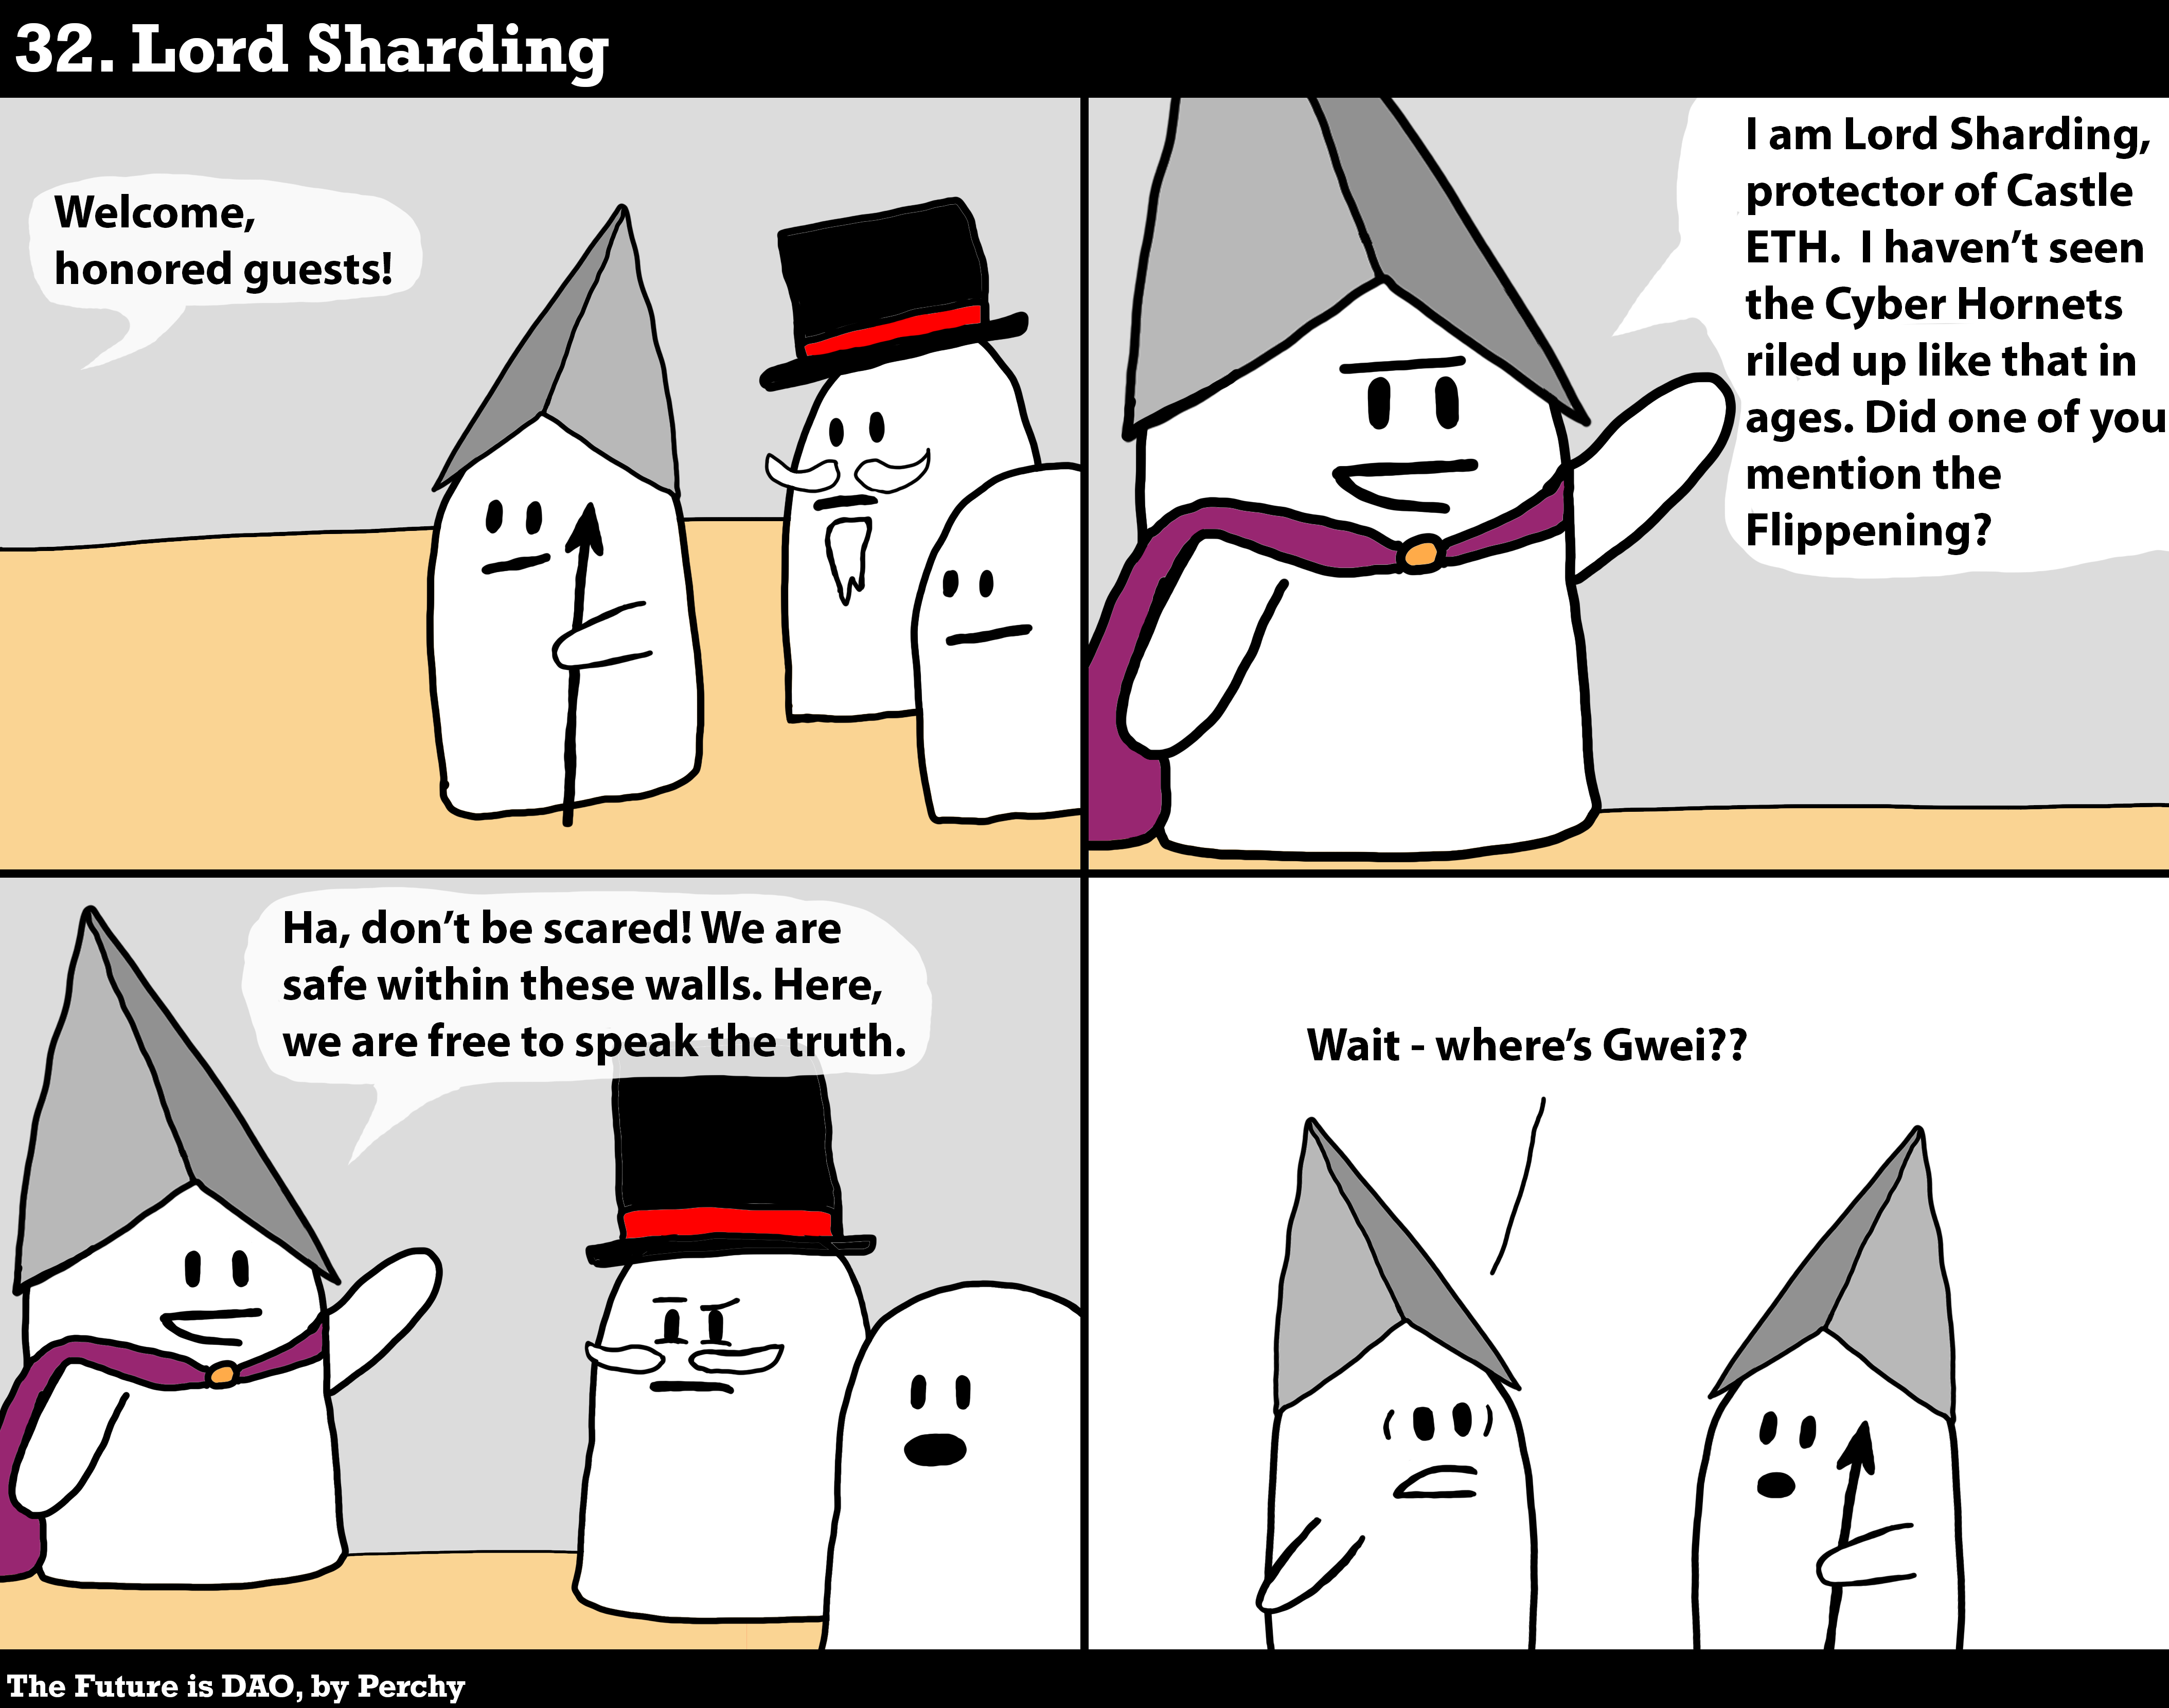 32. Lord Sharding
Welcome,
honored guests!
I am Lord Sharding,
protector of Castle
ETH.  I haven’t seen
the Cyber Hornets
riled up like that in
ages. Did one of you
mention the
Flippening?
Ha, don’t be scared! We are
safe within these walls. Here,
we are free to speak the truth.
Wait - where’s Gwei??
The Future is DAO, by Perchy